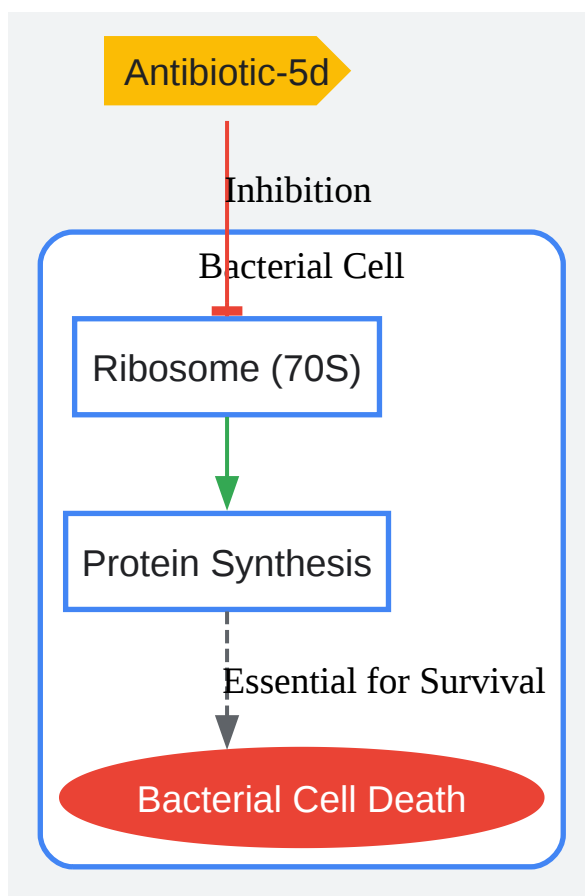 Antibiotic-5d
Inhibition
Bacterial Cell
Ribosome (70S)
Protein Synthesis
Essential for Survival
Bacterial Cell Death